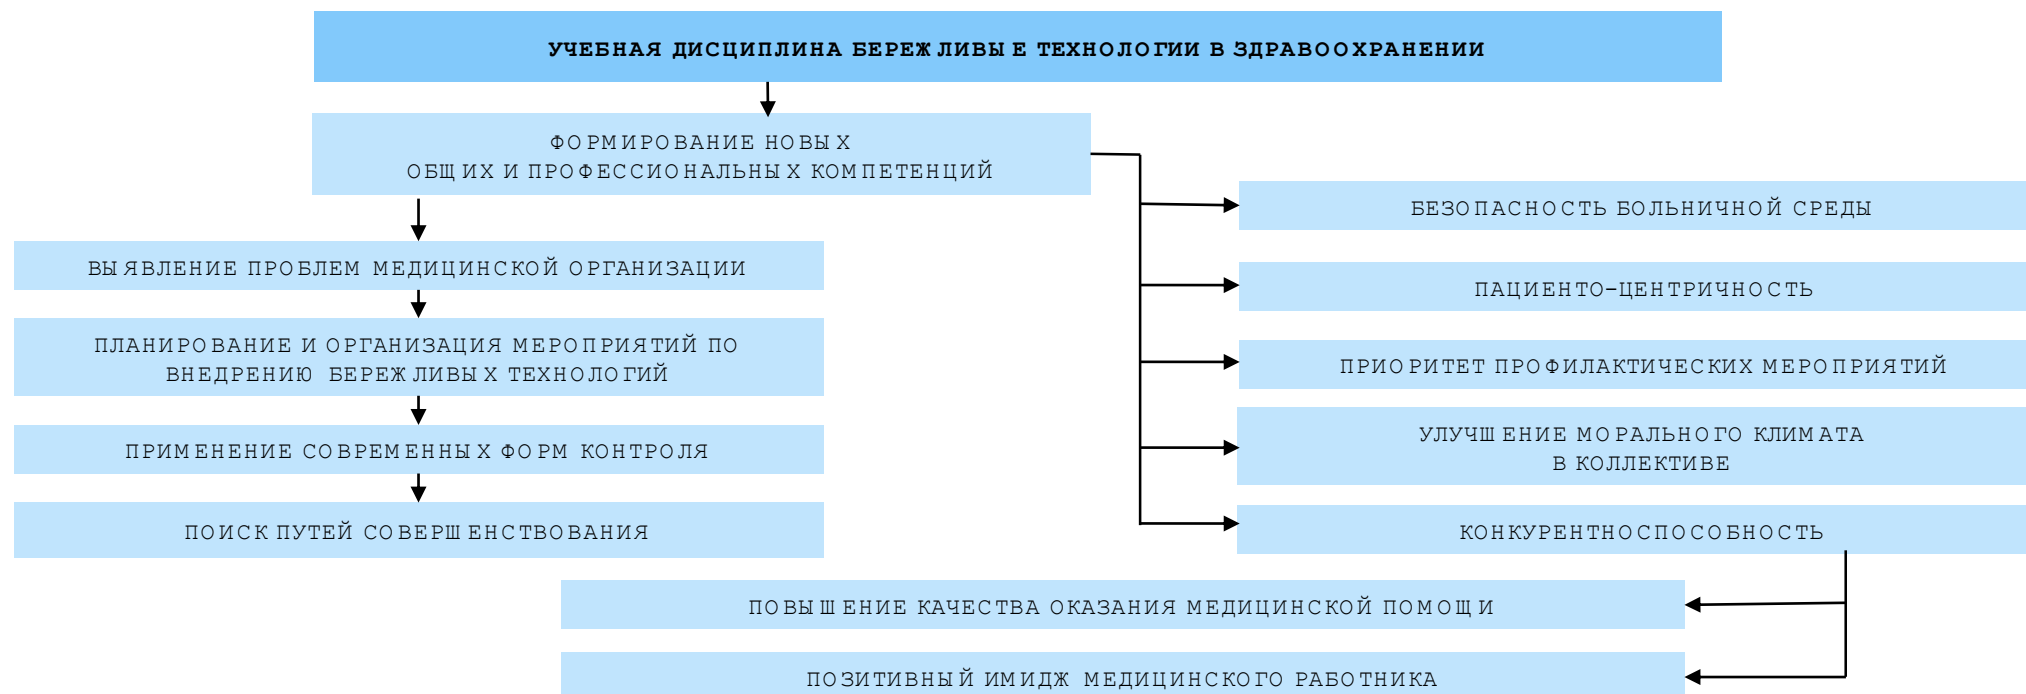 УЧЕБНАЯ ДИСЦИПЛИНА БЕРЕЖЛИВЫЕ ТЕХНОЛОГИИ В ЗДРАВООХРАНЕНИИ
ФОРМИРОВАНИЕ НОВЫХ
ОБЩИХ И ПРОФЕССИОНАЛЬНЫХ КОМПЕТЕНЦИЙ
ВЫЯВЛЕНИЕ ПРОБЛЕМ МЕДИЦИНСКОЙ ОРГАНИЗАЦИИ
ПЛАНИРОВАНИЕ И ОРГАНИЗАЦИЯ МЕРОПРИЯТИЙ ПО
ВНЕДРЕНИЮ БЕРЕЖЛИВЫХ ТЕХНОЛОГИЙ
ПРИМЕНЕНИЕ СОВРЕМЕННЫХ ФОРМ КОНТРОЛЯ
ПОИСК ПУТЕЙ СОВЕРШЕНСТВОВАНИЯ
БЕЗОПАСНОСТЬ БОЛЬНИЧНОЙ СРЕДЫ
ПАЦИЕНТО-ЦЕНТРИЧНОСТЬ
ПРИОРИТЕТ ПРОФИЛАКТИЧЕСКИХ МЕРОПРИЯТИЙ
УЛУЧШЕНИЕ МОРАЛЬНОГО КЛИМАТА
В КОЛЛЕКТИВЕ
КОНКУРЕНТНОСПОСОБНОСТЬ
ПОВЫШЕНИЕ КАЧЕСТВА ОКАЗАНИЯ МЕДИЦИНСКОЙ ПОМОЩИ
ПОЗИТИВНЫЙ ИМИДЖ МЕДИЦИНСКОГО РАБОТНИКА